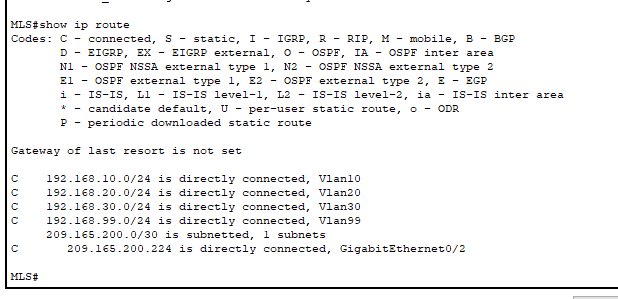 MLS#show ip route
Codes: C - connected, S - static, I - IGRP, R - RIP, M - mobile, B - BGP
       D - EIGRP, EX - EIGRP external, O - OSPF, IA - OSPF inter area
       N1 - OSPF NSSA external type 1, N2 - OSPF NSSA external type 2
       E1 - OSPF external type 1, E2 - OSPF external type 2, E - EGP
       i - IS-IS, L1 - IS-IS level-1, L2 - IS-IS level-2, ia - IS-IS inter area
       * - candidate default, U - per-user static route, o - ODR
       P - periodic downloaded static route
Gateway of last resort is not set
C    192.168.10.0/24 is directly connected, Vlan10
C    192.168.20.0/24 is directly connected, Vlan20
C    192.168.30.0/24 is directly connected, Vlan30
C    192.168.99.0/24 is directly connected, Vlan99
     209.165.200.0/30 is subnetted, 1 subnets
C       209.165.200.224 is directly connected, GigabitEthernet0/2
MLS#